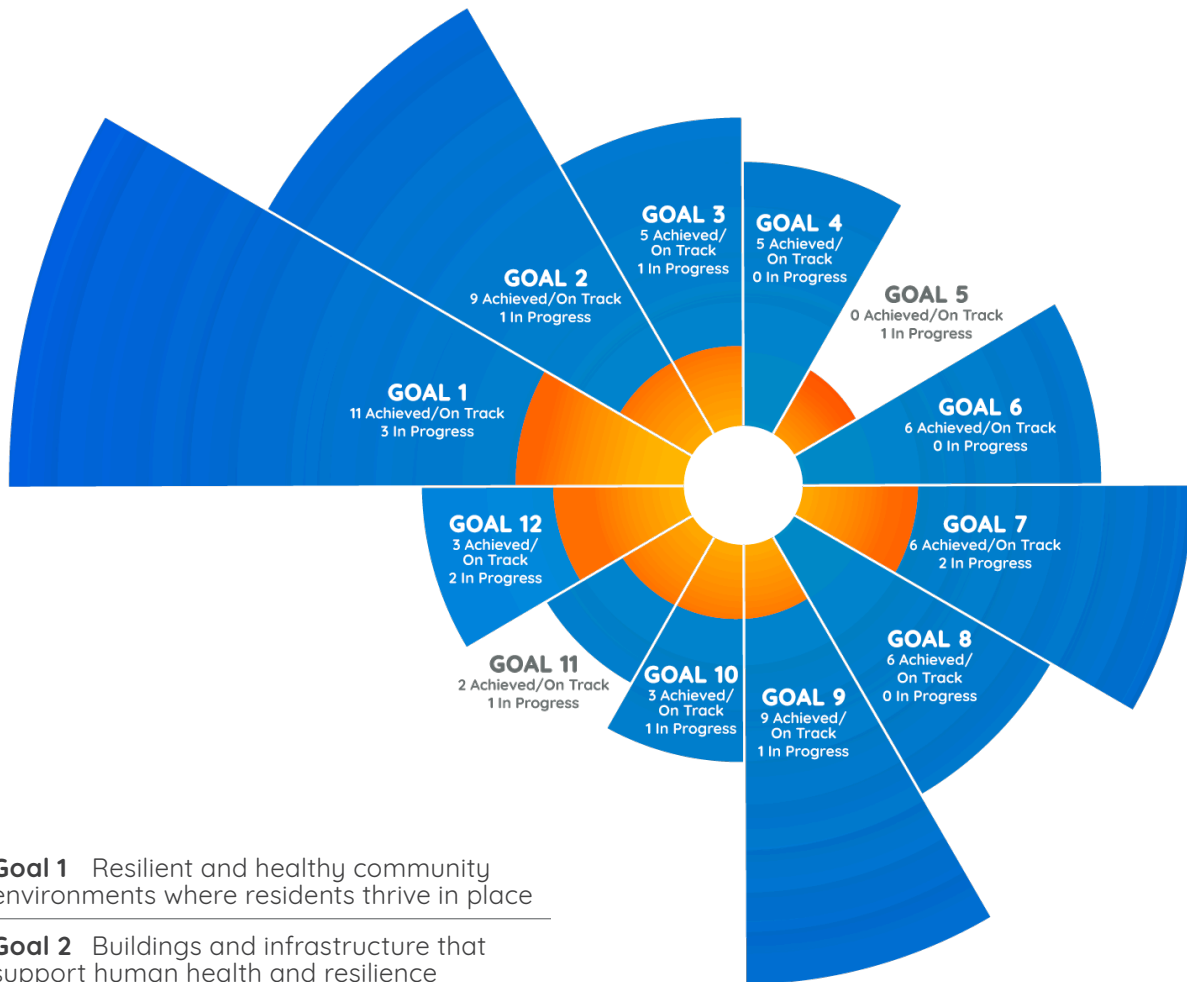 GOAL 1
11 Achieved/On Track
3 In Progress
GOAL 2
9 Achieved/On Track
1 In Progress
GOAL 3
5 Achieved/
On Track
1 In Progress
GOAL 4
5 Achieved/
On Track
0 In Progress
GOAL 5
0 Achieved/On Track
1 In Progress
GOAL 6
6 Achieved/On Track
0 In Progress
GOAL 7
6 Achieved/On Track
2 In Progress
GOAL 8
6 Achieved/
On Track
0 In Progress
GOAL 9
9 Achieved/
On Track
1 In Progress
GOAL 10
3 Achieved/
On Track
1 In Progress
GOAL 11
2 Achieved/On Track
1 In Progress
GOAL 12
3 Achieved/
On Track
2 In Progress
Goal 1 Resilient and healthy community
environments where residents thrive in place
Goal 2 Buildings and infrastructure that
support human health and resilience